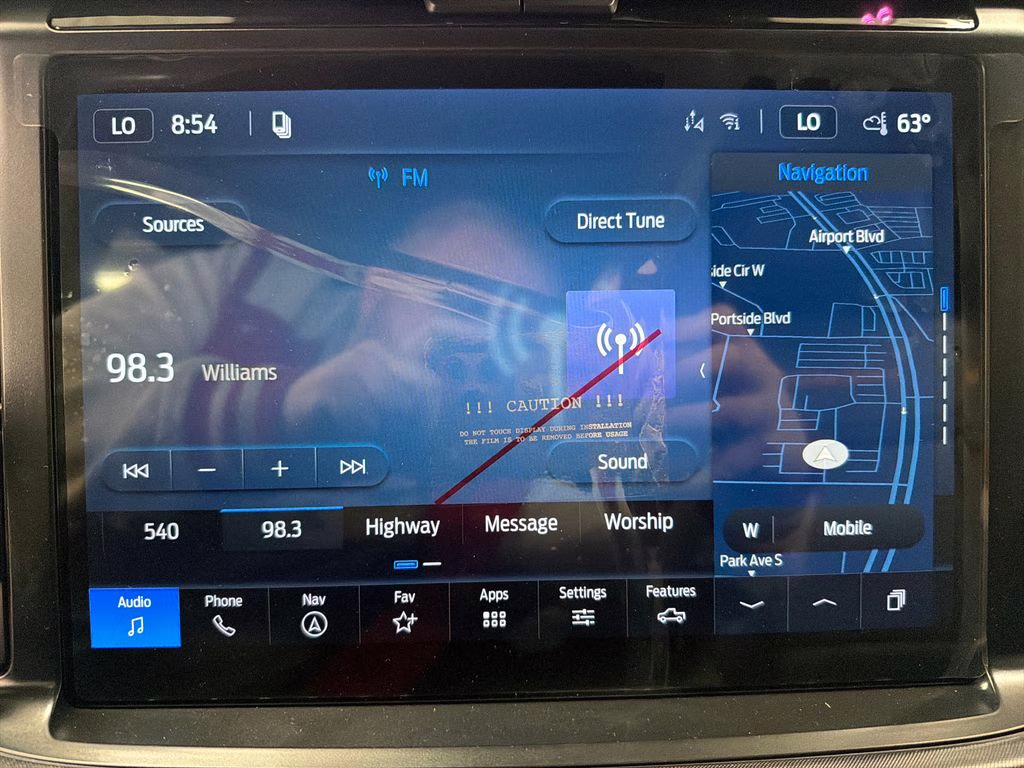 LO 8:54 LO 63°
FM
Navigation
Sources
Direct Tune
Airport Blvd
side Cir W
Portside Blvd
98.3 Williams
!!! CAUTION !!!
DO NOT TOUCH DISPLAY DURING INSTALLATION
THE FILM IS TO BE REMOVED BEFORE USAGE
Sound
540 98.3 Highway Message Worship
W Mobile
Park Ave S
Audio Phone Nav Fav Apps Settings Features